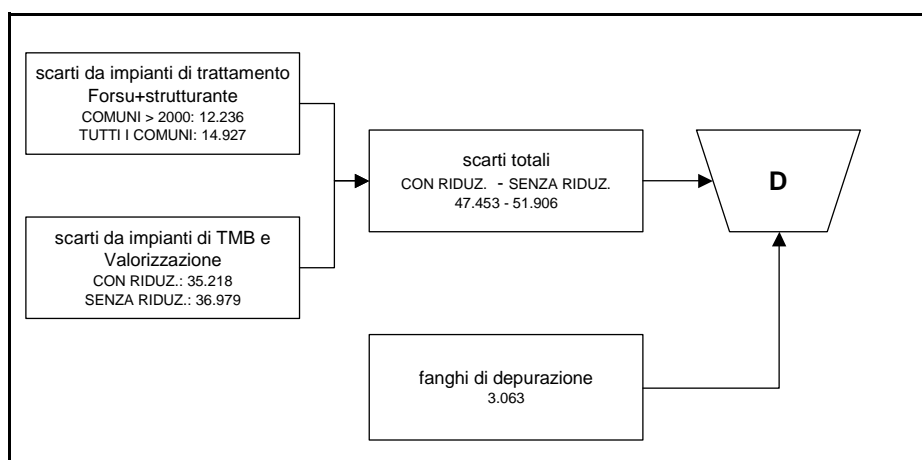 scarti da impianti di trattamento
Forsu+strutturante
COMUNI > 2000: 12.236
TUTTI I COMUNI: 14.927
scarti da impianti di TMB e
Valorizzazione
CON RIDUZ.: 35.218
SENZA RIDUZ.: 36.979
scarti totali
CON RIDUZ. - SENZA RIDUZ.
47.453 - 51.906
D
fanghi di depurazione
3.063